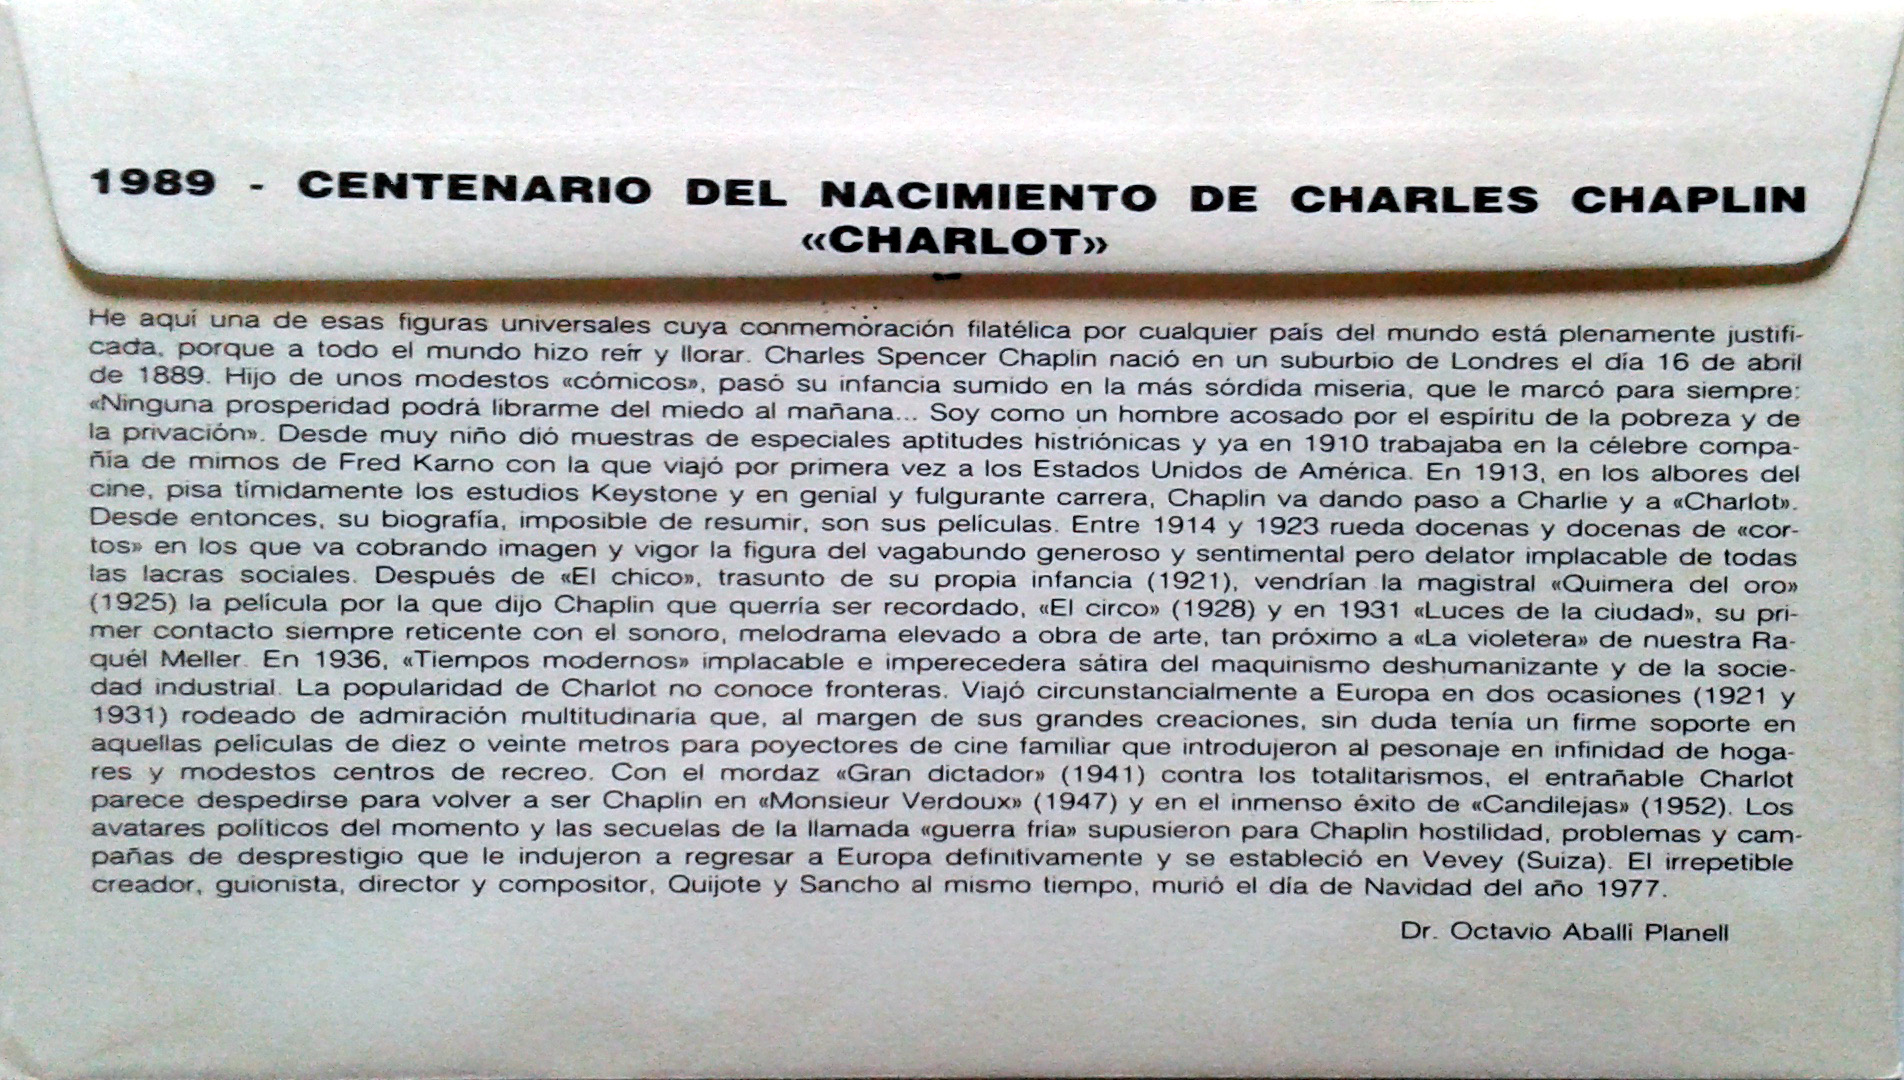 1989 - CENTENARIO DEL NACIMIENTO DE CHARLES CHAPLIN
«CHARLOT»
He aquí una de esas figuras universales cuya conmemoración filatélica por cualquier país del mundo está plenamente justifi-
cada, porque a todo el mundo hizo reír y llorar. Charles Spencer Chaplin nació en un suburbio de Londres el día 16 de abril
de 1889. Hijo de unos modestos «cómicos», pasó su infancia sumido en la más sórdida miseria, que le marcó para siempre:
«Ninguna prosperidad podrá librarme del miedo al mañana... Soy como un hombre acosado por el espíritu de la pobreza y de
la privación». Desde muy niño dió muestras de especiales aptitudes histriónicas y ya en 1910 trabajaba en la célebre compa-
ñia de mimos de Fred Karno con la que viajó por primera vez a los Estados Unidos de América. En 1913, en los albores del
cine, pisa tímidamente los estudios Keystone y en genial y fulgurante carrera, Chaplin va dando paso a Charlie y a «Charlot».
Desde entonces, su biografía, imposible de resumir, son sus películas. Entre 1914 y 1923 rueda docenas y docenas de «cor-
tos» en los que va cobrando imagen y vigor la figura del vagabundo generoso y sentimental pero delator implacable de todas
las lacras sociales. Después de «El chico», trasunto de su propia infancia (1921), vendrían la magistral «Quimera del oro»
(1925) la película por la que dijo Chaplin que querría ser recordado, «El circo» (1928) y en 1931 «Luces de la ciudad», su pri-
mer contacto siempre reticente con el sonoro, melodrama elevado a obra de arte, tan próximo a «La violetera» de nuestra Ra-
quél Meller. En 1936, «Tiempos modernos» implacable e imperecedera sátira del maquinismo deshumanizante y de la socie-
dad industrial. La popularidad de Charlot no conoce fronteras. Viajó circunstancialmente a Europa en dos ocasiones (1921 y
1931) rodeado de admiración multitudinaria que, al margen de sus grandes creaciones, sin duda tenía un firme soporte en
aquellas películas de diez o veinte metros para poyectores de cine familiar que introdujeron al pesonaje en infinidad de hoga-
res y modestos centros de recreo. Con el mordaz «Gran dictador» (1941) contra los totalitarismos, el entrañable Charlot
parece despedirse para volver a ser Chaplin en «Monsieur Verdoux» (1947) y en el inmenso éxito de «Candilejas» (1952). Los
avatares políticos del momento y las secuelas de la llamada «guerra fría» supusieron para Chaplin hostilidad, problemas y cam-
pañas de desprestigio que le indujeron a regresar a Europa definitivamente y se estableció en Vevey (Suiza). El irrepetible
creador, guionista, director y compositor, Quijote y Sancho al mismo tiempo, murió el día de Navidad del año 1977.
Dr. Octavio Aballi Planell